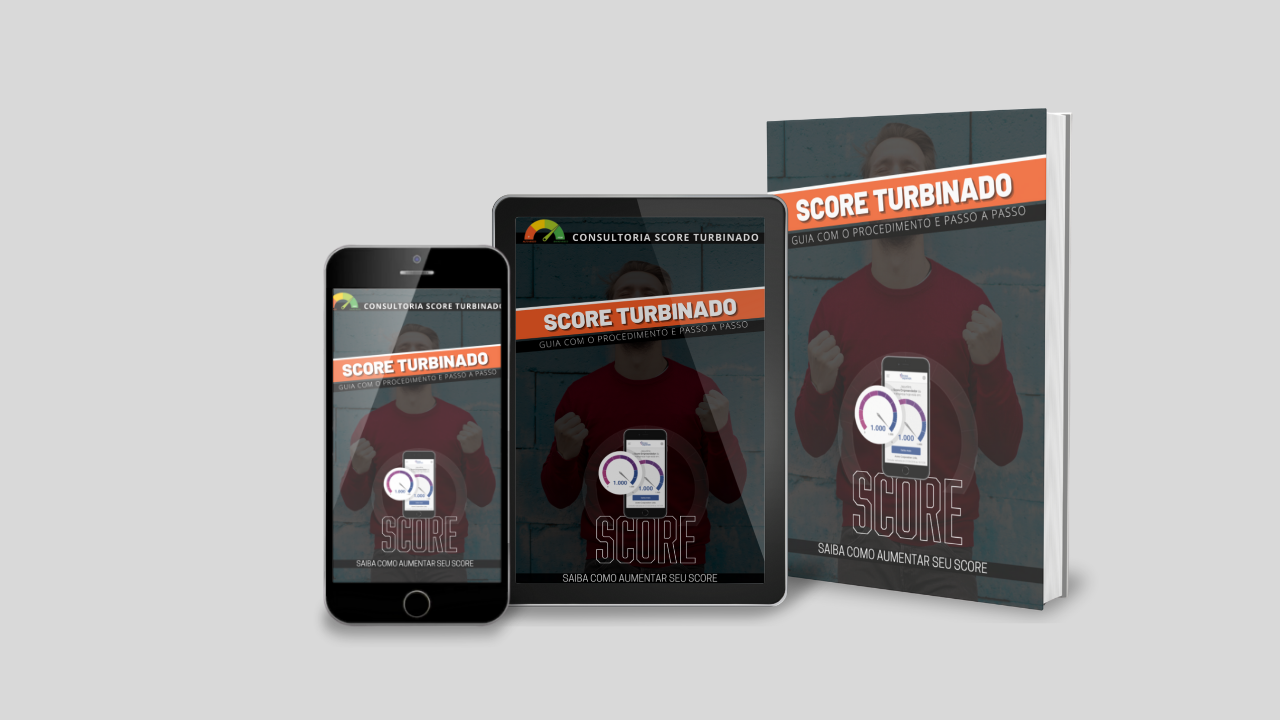 CONSULTORIA SCORE TURBINADO
SCORE TURBINADO
GUIA COM O PROCEDIMENTO E PASSO A PASSO
1.000
1.000
SCORE
SAIBA COMO AUMENTAR SEU SCORE
CONSULTORIA SCORE TURBINADO
SCORE TURBINADO
GUIA COM O PROCEDIMENTO E PASSO A PASSO
1.000
1.000
SCORE
SAIBA COMO AUMENTAR SEU SCORE
SCORE TURBINADO
GUIA COM O PROCEDIMENTO E PASSO A PASSO
1.000
1.000
SCORE
SAIBA COMO AUMENTAR SEU SCORE